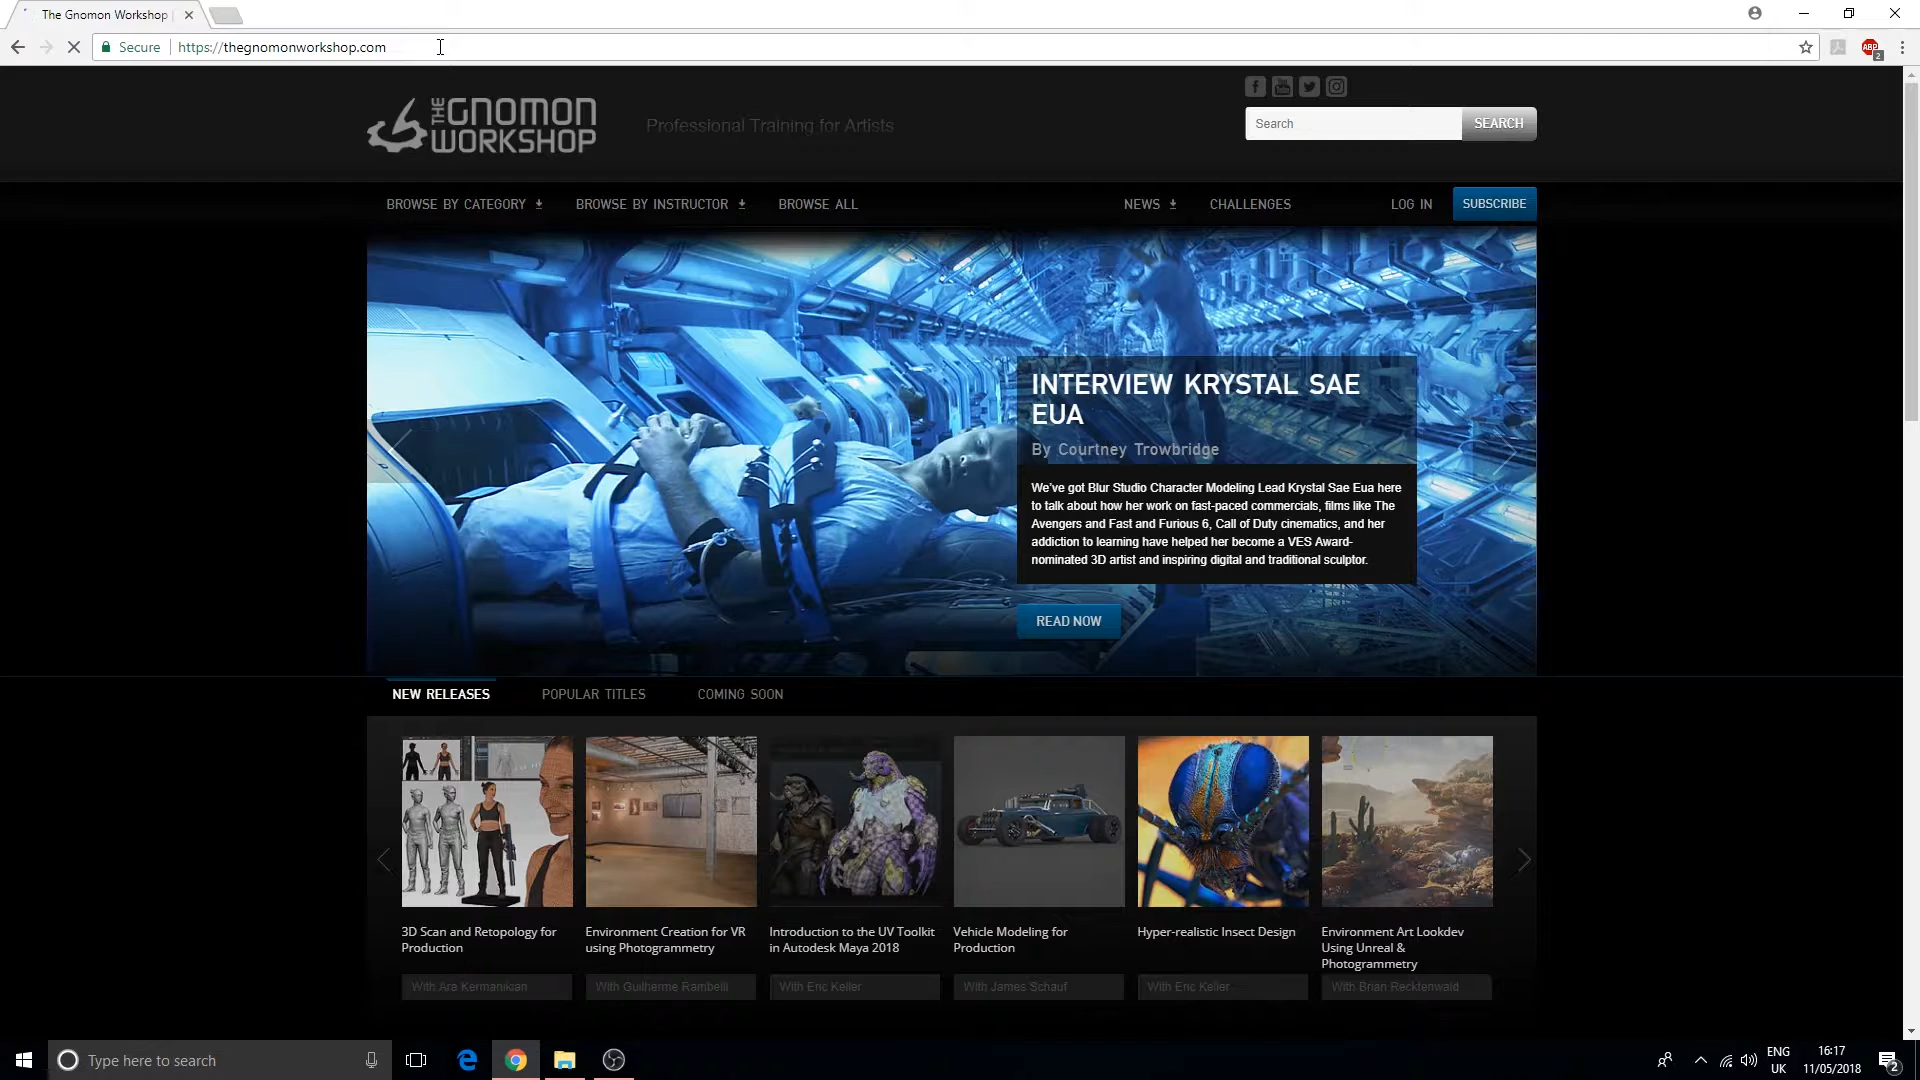 The Gnomon Workshop |
Secure | https://thegnomonworkshop.com
ABP
2
THE GNOMON
WORKSHOP
Professional Training for Artists
Search
SEARCH
BROWSE BY CATEGORY
BROWSE BY INSTRUCTOR
BROWSE ALL
NEWS
CHALLENGES
LOG IN
SUBSCRIBE
INTERVIEW KRYSTAL SAE
EUA
By Courtney Trowbridge
We've got Blur Studio Character Modeling Lead Krystal Sae Eua here
to talk about how her work on fast-paced commercials, films like The
Avengers and Fast and Furious 6, Call of Duty cinematics, and her
addiction to learning have helped her become a VES Award-
nominated 3D artist and inspiring digital and traditional sculptor.
READ NOW
NEW RELEASES
POPULAR TITLES
COMING SOON
3D Scan and Retopology for
Production
With Ara Kermanikian
Environment Creation for VR
using Photogrammetry
With Guilherme Rambelli
Introduction to the UV Toolkit
in Autodesk Maya 2018
With Eric Keller
Vehicle Modeling for
Production
With James Schauf
Hyper-realistic Insect Design
With Eric Keller
Environment Art Lookdev
Using Unreal &
Photogrammetry
With Brian Recktenwald
Type here to search
ENG
UK
16:17
11/05/2018
2